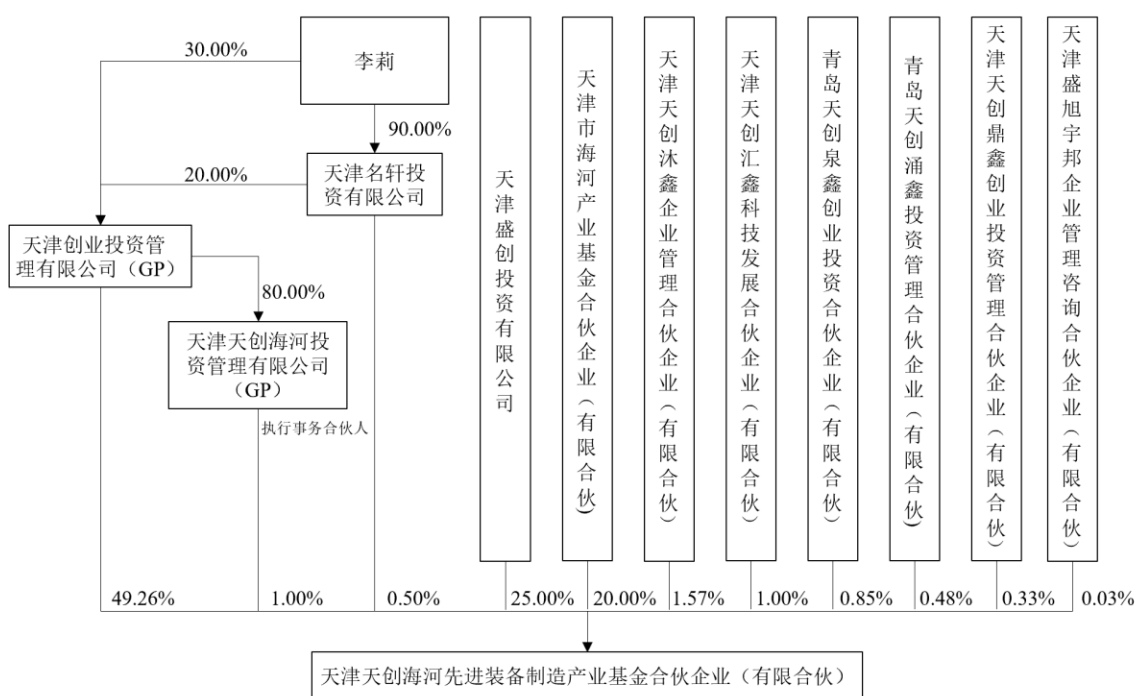 30.00%
李莉
90.00%
20.00%
天津名轩投
资有限公司
天津创业投资管
理有限公司（GP）
80.00%
天津天创海河投
资管理有限公司
（GP）
执行事务合伙人
天津盛创投资有限公司
天津市海河产业基金合伙企业（有限合伙）
天津天创沐鑫企业管理合伙企业（有限合伙）
天津天创汇鑫科技发展合伙企业（有限合伙）
青岛天创泉鑫创业投资合伙企业（有限合伙）
青岛天创涌鑫投资管理合伙企业（有限合伙）
天津天创鼎鑫创业投资管理合伙企业（有限合伙）
天津盛旭宇邦企业管理咨询合伙企业（有限合伙）
49.26%
1.00%
0.50%
25.00%
20.00%
1.57%
1.00%
0.85%
0.48%
0.33%
0.03%
天津天创海河先进装备制造产业基金合伙企业（有限合伙）